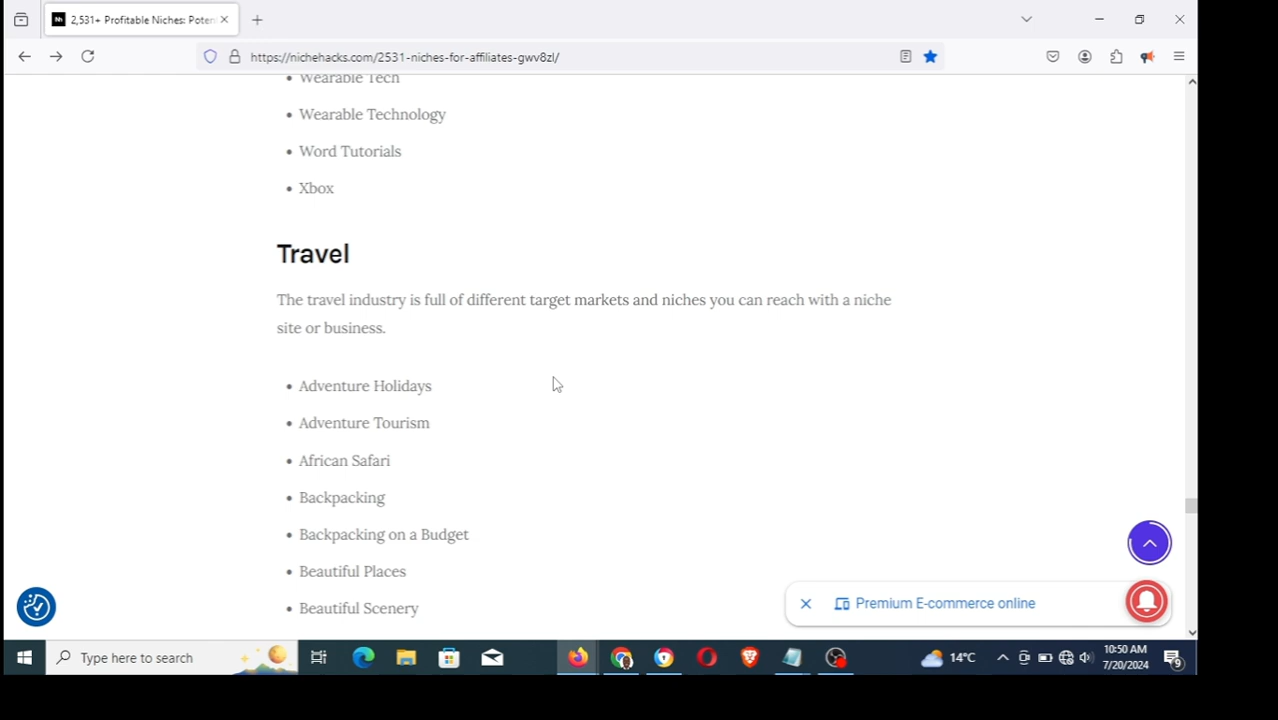 2,531+ Profitable Niches: Poten
https://nichehacks.com/2531-niches-for-affiliates-gwv8zl/
Wearable Tech
Wearable Technology
Word Tutorials
Xbox
Travel
The travel industry is full of different target markets and niches you can reach with a niche
site or business.
Adventure Holidays
Adventure Tourism
African Safari
Backpacking
Backpacking on a Budget
Beautiful Places
Beautiful Scenery
Premium E-commerce online
Type here to search
14°C
10:50 AM
7/20/2024
9